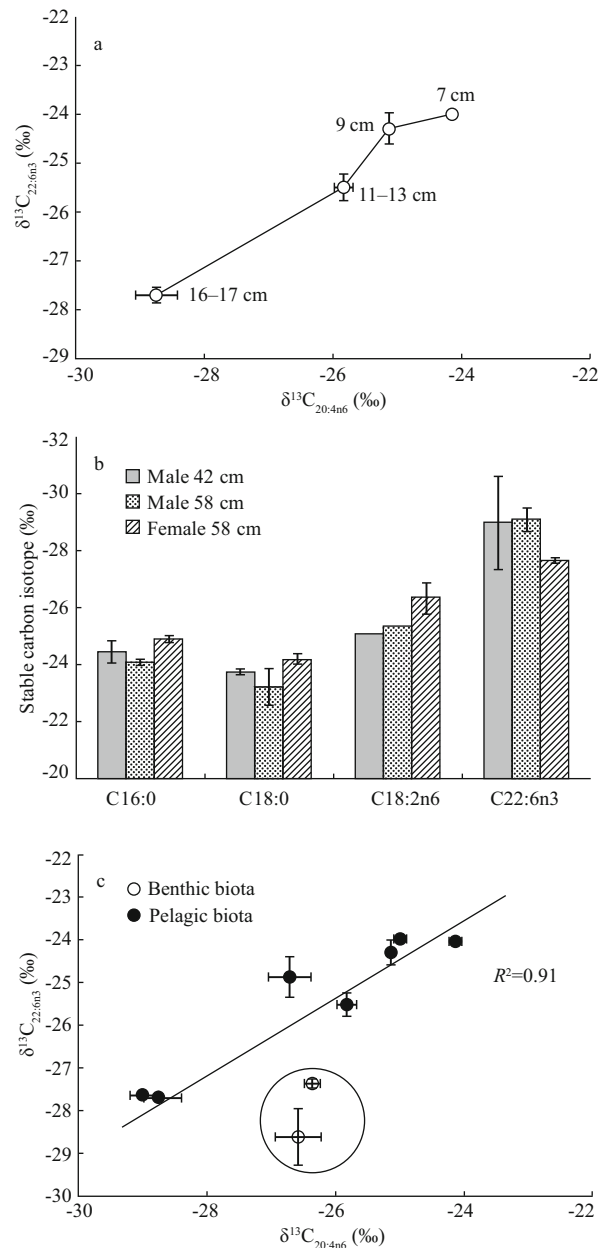 a
-22
-23
-24
-25
-26
-27
-28
-29
δ¹³C₂₂:₆ₙ₃ (‰)
7 cm
9 cm
11–13 cm
16–17 cm
-30 -28 -26 -24 -22
δ¹³C₂₀:₄ₙ₆ (‰)
b
-32
-30
-28
-26
-24
-22
-20
Stable carbon isotope (‰)
Male 42 cm
Male 58 cm
Female 58 cm
C16:0 C18:0 C18:2n6 C22:6n3
c
-22
-23
-24
-25
-26
-27
-28
-29
-30
δ¹³C₂₂:₆ₙ₃ (‰)
Benthic biota
Pelagic biota
R²=0.91
-30 -28 -26 -24 -22
δ¹³C₂₀:₄ₙ₆ (‰)